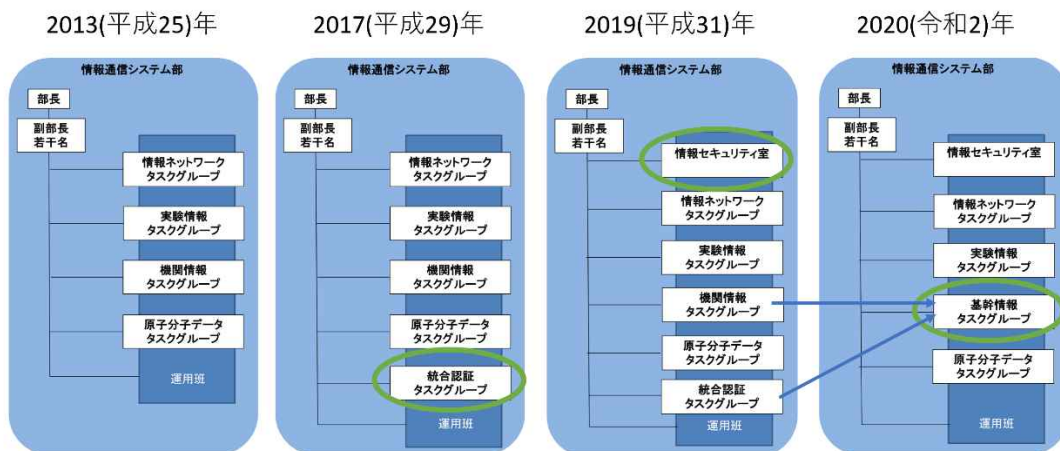 2013(平成25)年
情報通信システム部
部長
副部長
若干名
情報ネットワーク
タスクグループ
実験情報
タスクグループ
機関情報
タスクグループ
原子分子データ
タスクグループ
運用班
2017(平成29)年
情報通信システム部
部長
副部長
若干名
情報ネットワーク
タスクグループ
実験情報
タスクグループ
機関情報
タスクグループ
原子分子データ
タスクグループ
統合認証
タスクグループ
運用班
2019(平成31)年
情報通信システム部
部長
副部長
若干名
情報セキュリティ室
情報ネットワーク
タスクグループ
実験情報
タスクグループ
機関情報
タスクグループ
原子分子データ
タスクグループ
統合認証
タスクグループ
運用班
2020(令和2)年
情報通信システム部
部長
副部長
若干名
情報セキュリティ室
情報ネットワーク
タスクグループ
実験情報
タスクグループ
基幹情報
タスクグループ
原子分子データ
タスクグループ
運用班